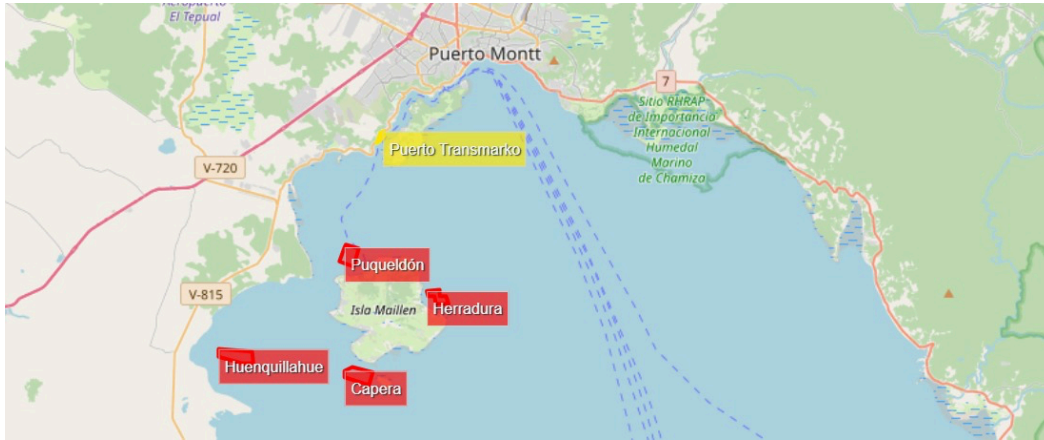 Aeropuerto
El Tepual
Puerto Montt
7
Sitio RHRAP
de Importancia
Internacional
Humedal
Marino
de Chamiza
Puerto Transmarko
V-720
Puqueldón
V-815
Isla Maillen
Herradura
Huenquillahue
Capera